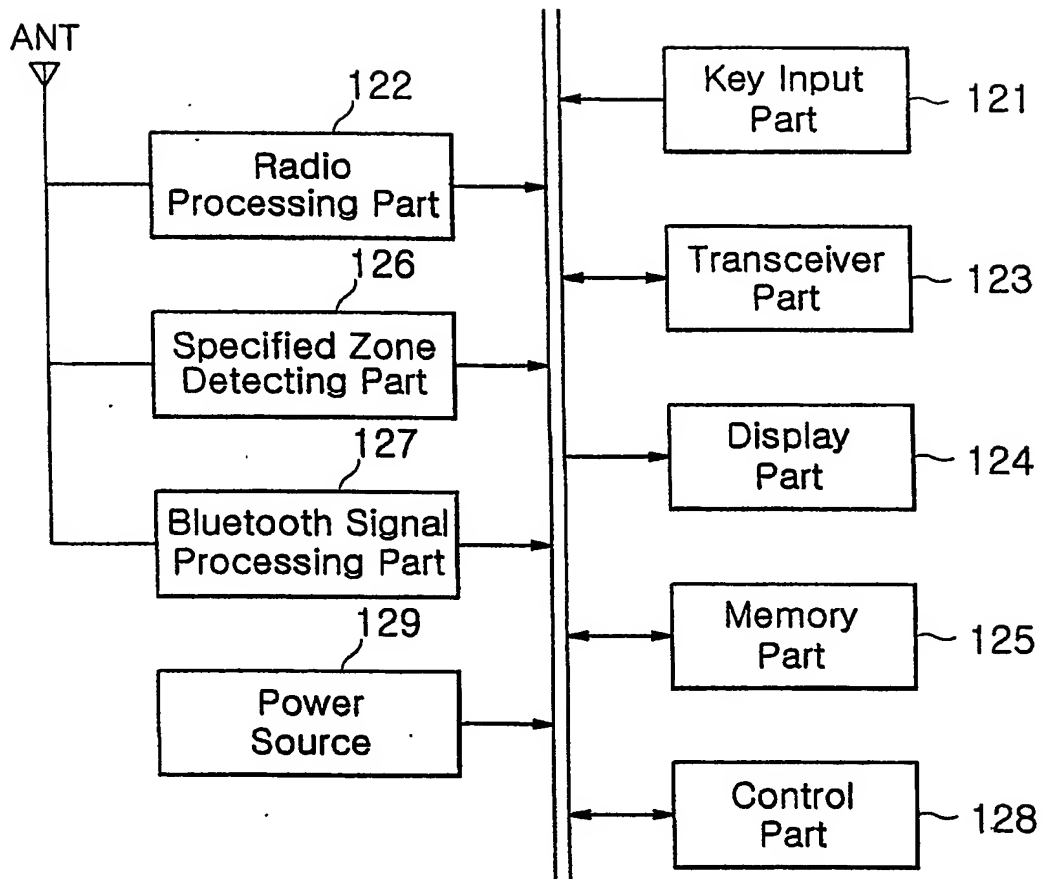 ANT
122
Radio
Processing Part
126
Specified Zone
Detecting Part
127
Bluetooth Signal
Processing Part
129
Power
Source
Key Input
Part
121
Transceiver
Part
123
Display
Part
124
Memory
Part
125
Control
Part
128